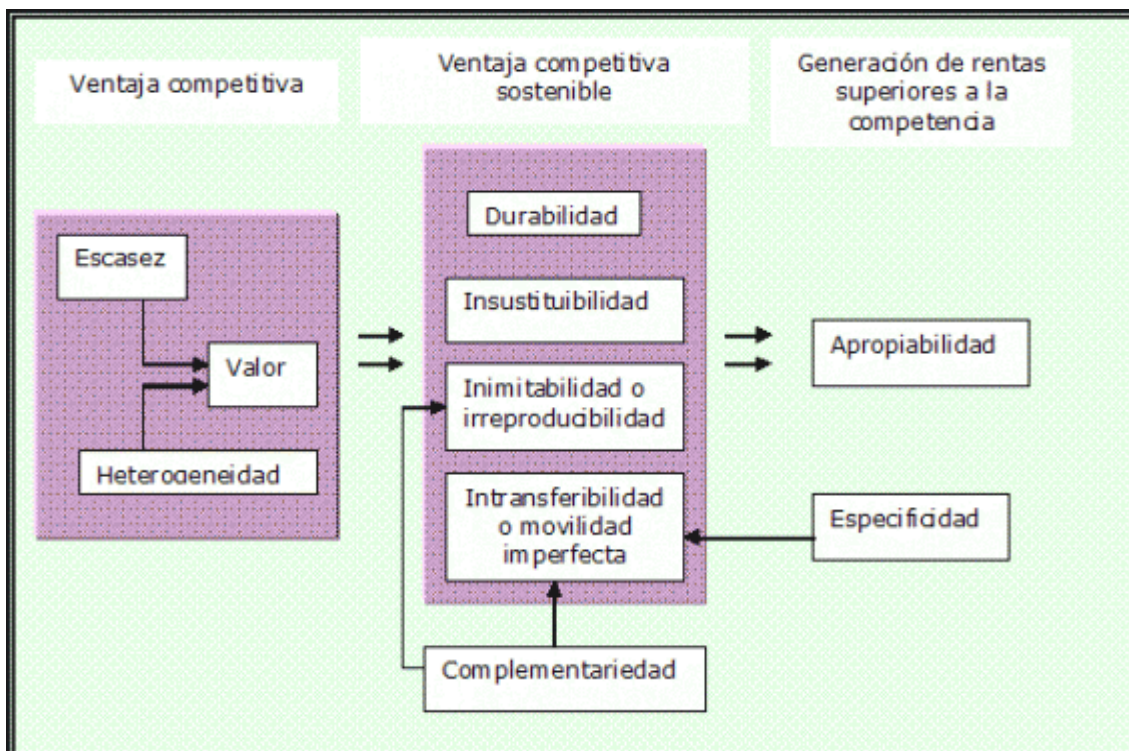 Ventaja competitiva
Ventaja competitiva
sostenible
Generación de rentas
superiores a la
competencia
Escasez
Valor
Heterogeneidad
Durabilidad
Insustituibilidad
Inimitabilidad o
irreproducibilidad
Intransferibilidad
o movilidad
imperfecta
Complementariedad
Apropiabilidad
Especificidad